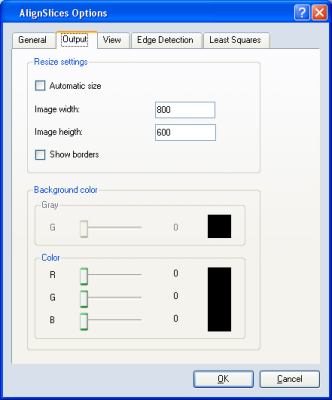 AlignSlices Options
General Output View Edge Detection Least Squares
Resize settings
Automatic size
Image width: 800
Image heigth: 600
Show borders
Background color
Gray
G 0
Color
R 0
G 0
B 0
OK Cancel